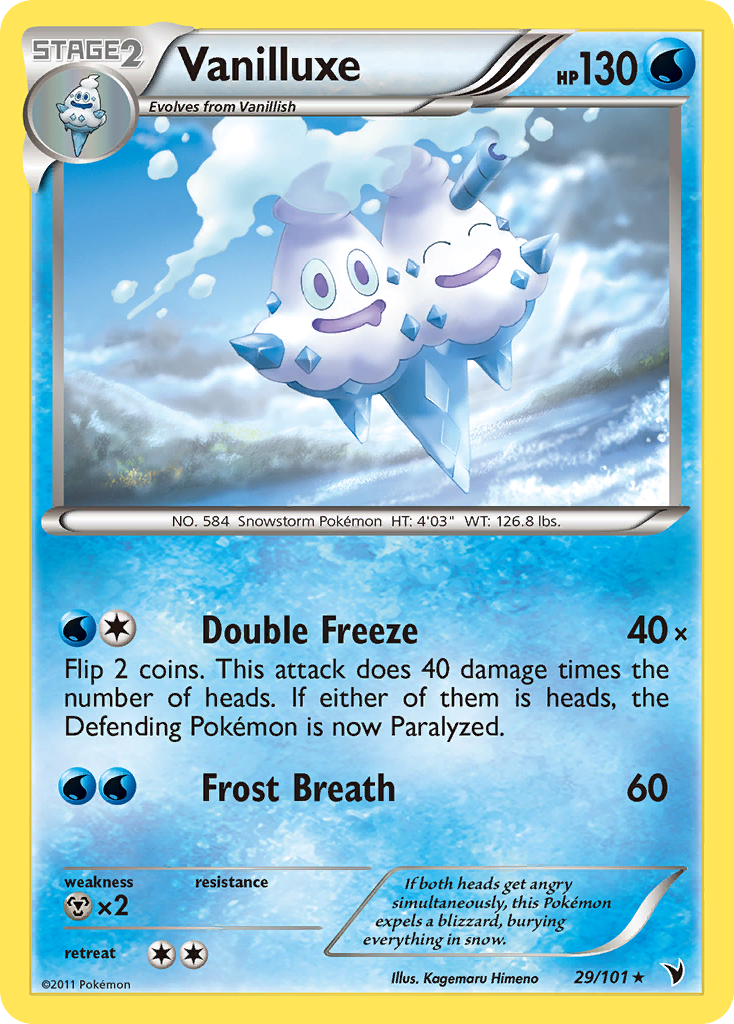 STAGE2
Vanilluxe
HP130
Evolves from Vanillish
NO. 584 Snowstorm Pokémon HT: 4'03" WT: 126.8 lbs.
Double Freeze 40×
Flip 2 coins. This attack does 40 damage times the
number of heads. If either of them is heads, the
Defending Pokémon is now Paralyzed.
Frost Breath 60
weakness resistance
×2
retreat
If both heads get angry
simultaneously, this Pokémon
expels a blizzard, burying
everything in snow.
©2011 Pokémon
Illus. Kagemaru Himeno
29/101 ★